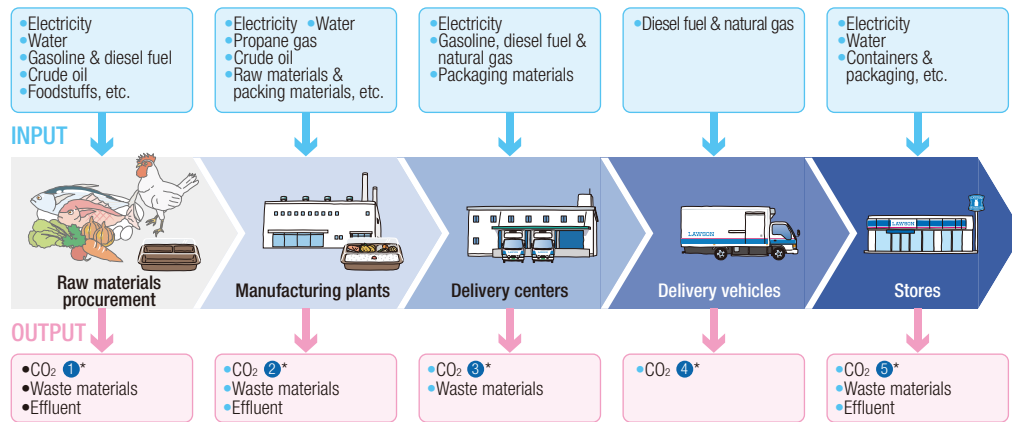 •Electricity
•Water
•Gasoline & diesel fuel
•Crude oil
•Foodstuffs, etc.
•Electricity •Water
•Propane gas
•Crude oil
•Raw materials &
packing materials, etc.
•Electricity
•Gasoline, diesel fuel &
natural gas
•Packaging materials
•Diesel fuel & natural gas
•Electricity
•Water
•Containers &
packaging, etc.
INPUT
LAWSON
LAWSON
Raw materials
procurement
Manufacturing plants
Delivery centers
Delivery vehicles
Stores
OUTPUT
•CO₂ 1*
•Waste materials
•Effluent
•CO₂ 2*
•Waste materials
•Effluent
•CO₂ 3*
•Waste materials
•CO₂ 4*
•CO₂ 5*
•Waste materials
•Effluent